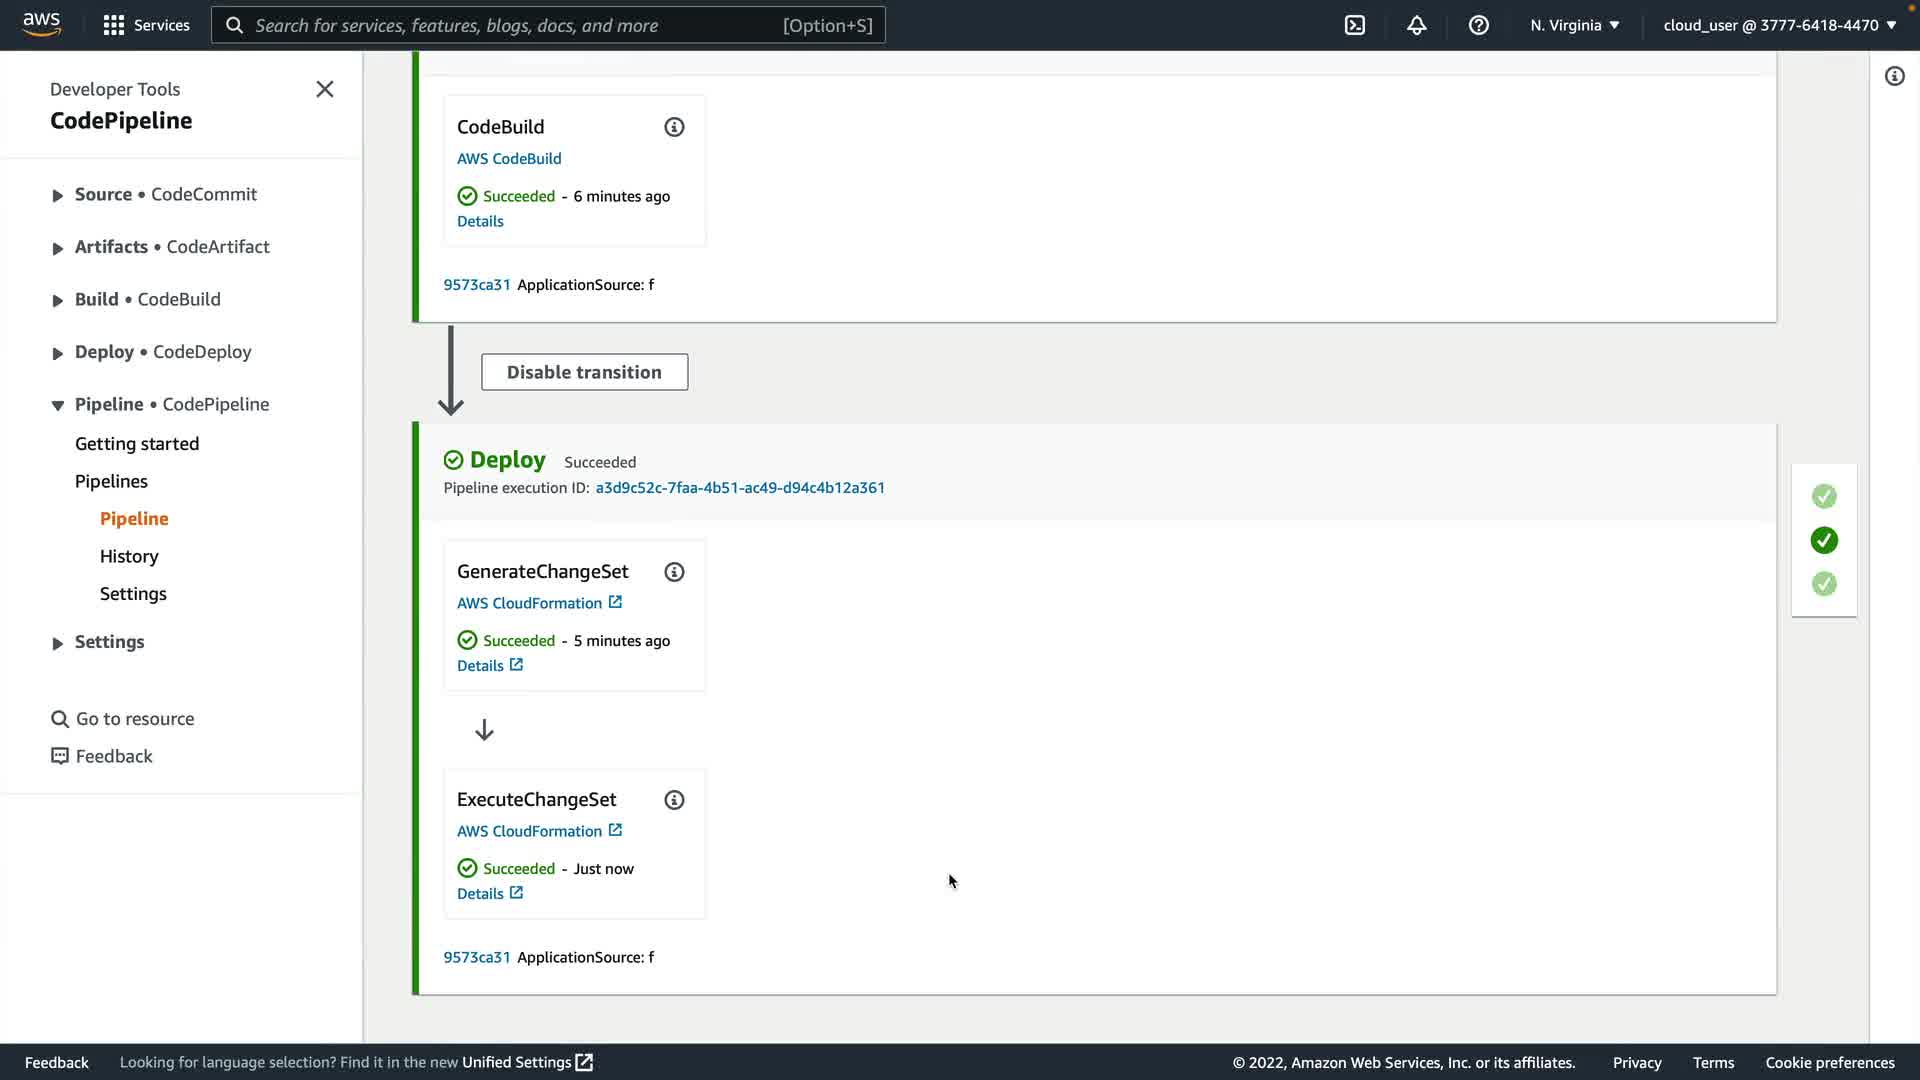 aws
Services
Search for services, features, blogs, docs, and more
[Option+S]
N. Virginia
cloud_user @ 3777-6418-4470
Developer Tools
CodePipeline
Source • CodeCommit
Artifacts • CodeArtifact
Build • CodeBuild
Deploy • CodeDeploy
Pipeline • CodePipeline
Getting started
Pipelines
Pipeline
History
Settings
Settings
Go to resource
Feedback
CodeBuild
AWS CodeBuild
Succeeded - 6 minutes ago
Details
9573ca31 ApplicationSource: f
Disable transition
Deploy Succeeded
Pipeline execution ID: a3d9c52c-7faa-4b51-ac49-d94c4b12a361
GenerateChangeSet
AWS CloudFormation
Succeeded - 5 minutes ago
Details
ExecuteChangeSet
AWS CloudFormation
Succeeded - Just now
Details
9573ca31 ApplicationSource: f
Feedback
Looking for language selection? Find it in the new Unified Settings
© 2022, Amazon Web Services, Inc. or its affiliates.
Privacy
Terms
Cookie preferences